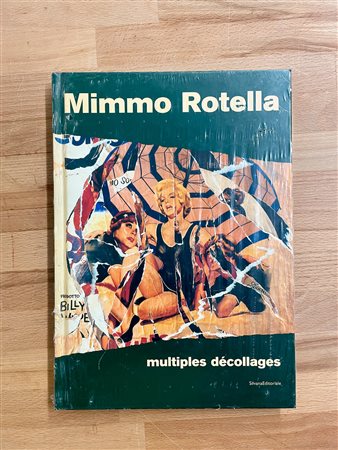 Mimmo Rotella
BILLY
multiples décollages
SilvanaEditoriale